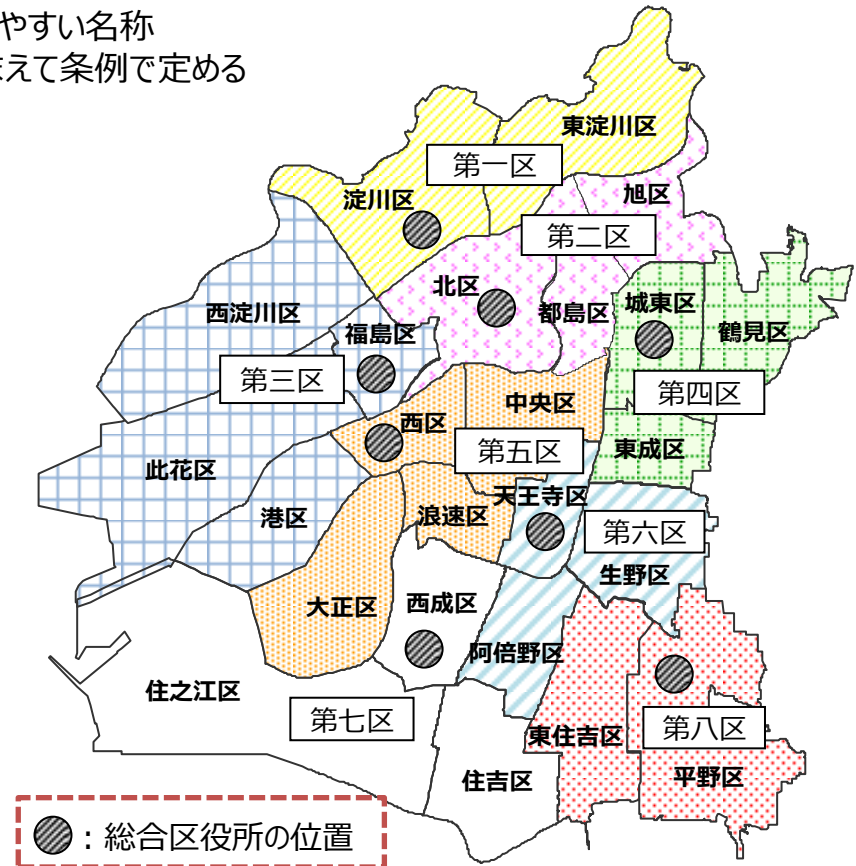 やすい名称
まえて条例で定める
東淀川区
第一区
淀川区
旭区
第二区
北区
都島区
城東区
鶴見区
西淀川区
福島区
第三区
第四区
中央区
西区
第五区
東成区
此花区
天王寺区
港区
浪速区
第六区
生野区
大正区
西成区
阿倍野区
住之江区
第七区
第八区
東住吉区
住吉区
平野区
：総合区役所の位置